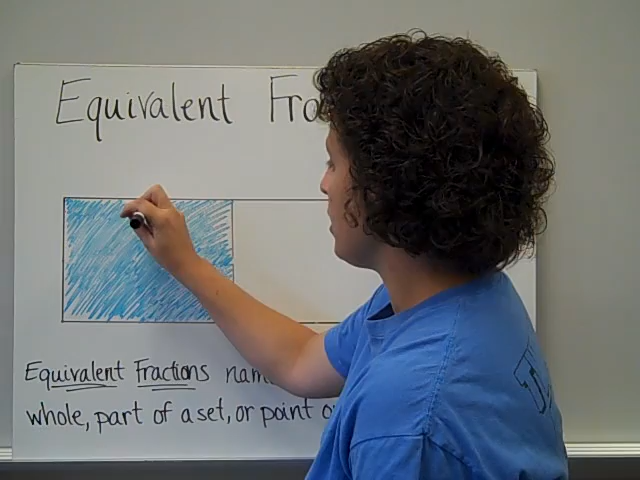 Equivalent Fra
Equivalent Fractions nam
whole, part of a set, or point o